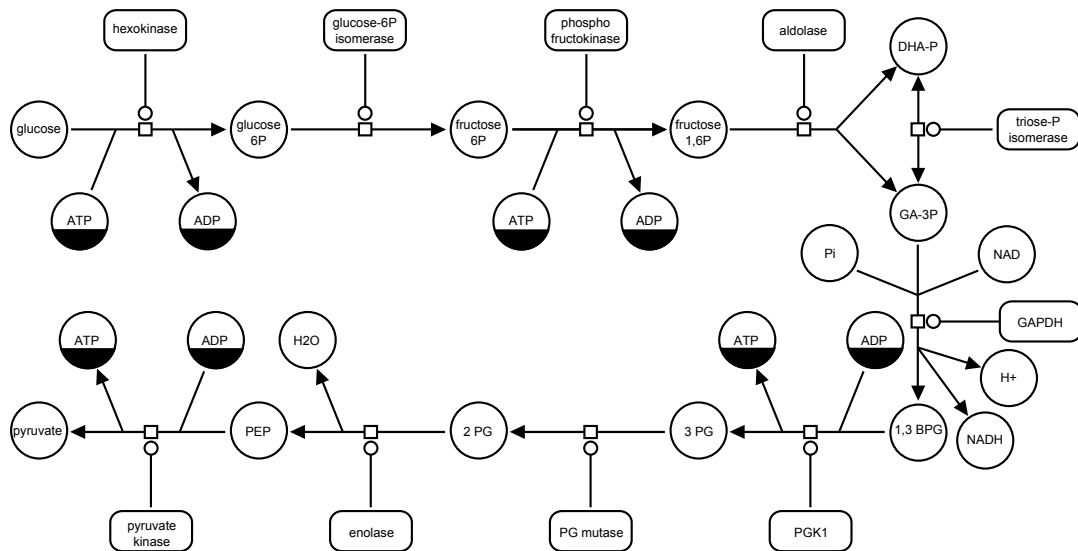 hexokinase
glucose-6P
isomerase
phospho
fructokinase
aldolase
DHA-P
glucose
glucose
6P
fructose
6P
fructose
1,6P
triose-P
isomerase
ATP
ADP
ATP
ADP
GA-3P
Pi
NAD
GAPDH
ATP
ADP
H2O
ATP
ADP
H+
pyruvate
PEP
2 PG
3 PG
1,3 BPG
NADH
pyruvate
kinase
enolase
PG mutase
PGK1